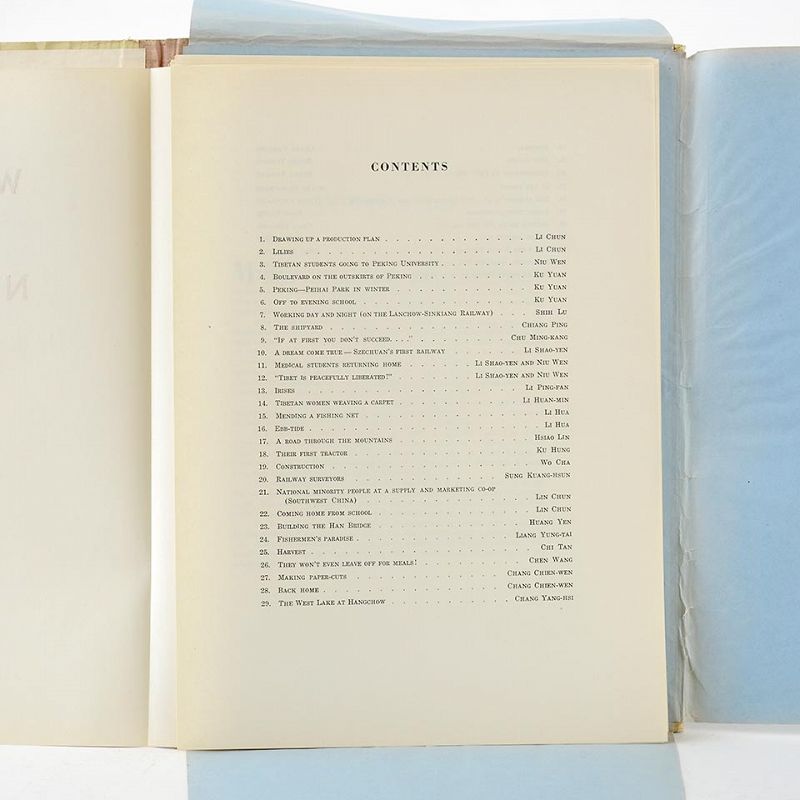 CONTENTS
1. DRAWING UP A PRODUCTION PLAN . . . . . . . . . . . . . LI CHUN
2. LILIES . . . . . . . . . . . . . . . . . . . . LI CHUN
3. TIBETAN STUDENTS GOING TO PEKING UNIVERSITY . . . . . . . NIU WEN
4. BOULEVARD ON THE OUTSKIRTS OF PEKING . . . . . . . . . . KU YUAN
5. PEKING—PEIHAI PARK IN WINTER . . . . . . . . . . . . KU YUAN
6. OFF TO EVENING SCHOOL . . . . . . . . . . . . . . . KU YUAN
7. WORKING DAY AND NIGHT (ON THE LANCHOW-SINKIANG RAILWAY) . . . . SHIH LU
8. THE SHIPYARD . . . . . . . . . . . . . . . . CHIANG PING
9. "IF AT FIRST YOU DON'T SUCCEED. . . ." . . . . . . . . . CHU MING-KANG
10. A DREAM COME TRUE — SZECHUAN'S FIRST RAILWAY . . . . . . LI SHAO-YEN
11. MEDICAL STUDENTS RETURNING HOME . . . . . . LI SHAO-YEN AND NIU WEN
12. "TIBET IS PEACEFULLY LIBERATED!" . . . . . . . LI SHAO-YEN AND NIU WEN
13. IRISES . . . . . . . . . . . . . . . . . . . LI PING-FAN
14. TIBETAN WOMEN WEAVING A CARPET . . . . . . . . . . . LI HUAN-MIN
15. MENDING A FISHING NET . . . . . . . . . . . . . . . LI HUA
16. EBB-TIDE . . . . . . . . . . . . . . . . . . . LI HUA
17. A ROAD THROUGH THE MOUNTAINS . . . . . . . . . . . . HSIAO LIN
18. THEIR FIRST TRACTOR . . . . . . . . . . . . . . . KU HUNG
19. CONSTRUCTION . . . . . . . . . . . . . . . . . . WO CHA
20. RAILWAY SURVEYORS . . . . . . . . . . . . . SUNG KUANG-HSUN
21. NATIONAL MINORITY PEOPLE AT A SUPPLY AND MARKETING CO-OP
(SOUTHWEST CHINA) . . . . . . . . . . . . . . . LIN CHUN
22. COMING HOME FROM SCHOOL . . . . . . . . . . . . . . LIN CHUN
23. BUILDING THE HAN BRIDGE . . . . . . . . . . . . . HUANG YEN
24. FISHERMEN'S PARADISE . . . . . . . . . . . . . . LIANG YUNG-TAI
25. HARVEST . . . . . . . . . . . . . . . . . . . CHI TAN
26. THEY WON'T EVEN LEAVE OFF FOR MEALS! . . . . . . . . . CHEN WANG
27. MAKING PAPER-CUTS . . . . . . . . . . . . . CHANG CHIEN-WEN
28. BACK HOME . . . . . . . . . . . . . . . . CHANG CHIEN-WEN
29. THE WEST LAKE AT HANGCHOW . . . . . . . . . . CHANG YANG-HSI